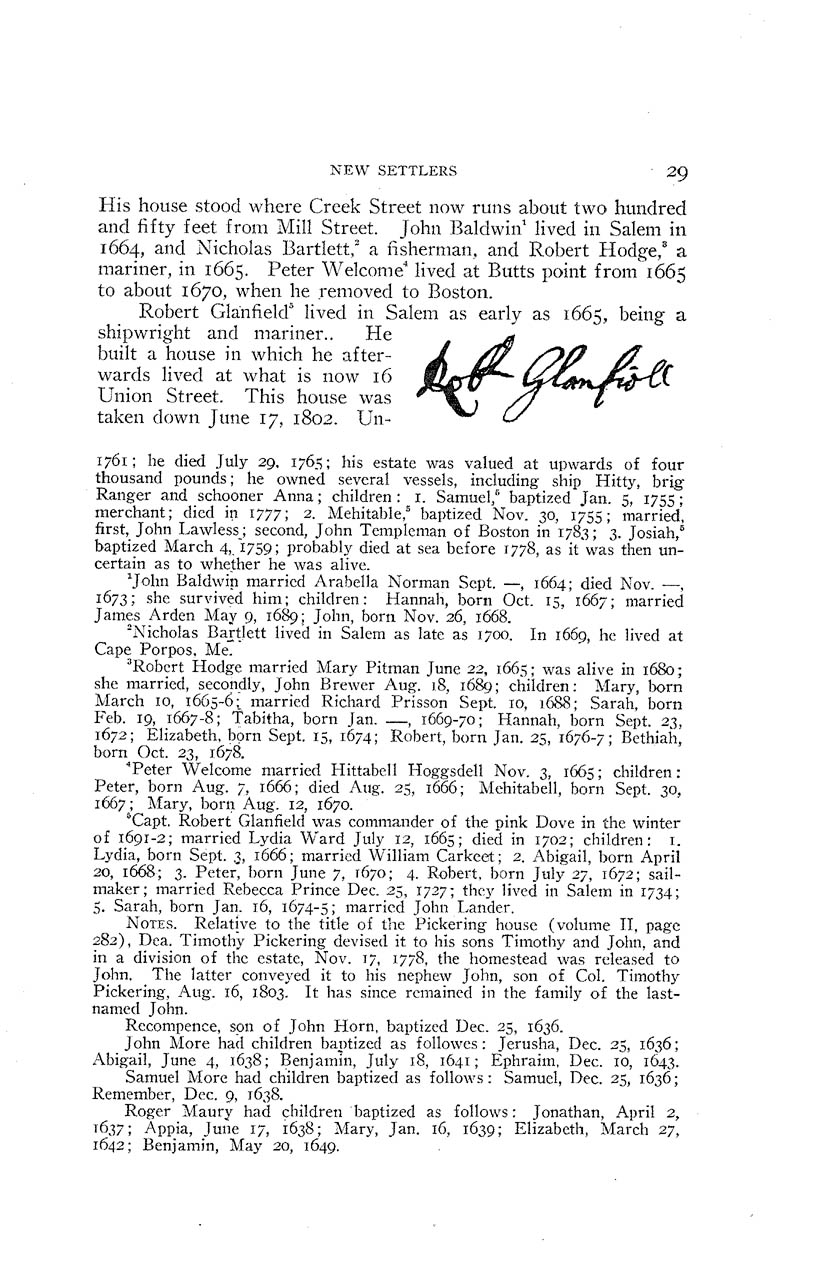 NEW SETTLERS 29
His house stood where Creek Street now runs about two hundred
and fifty feet from Mill Street. John Baldwin¹ lived in Salem in
1664, and Nicholas Bartlett,² a fisherman, and Robert Hodge,³ a
mariner, in 1665. Peter Welcome⁴ lived at Butts point from 1665
to about 1670, when he removed to Boston.
Robert Glanfield⁵ lived in Salem as early as 1665, being a
shipwright and mariner.. He
built a house in which he after-
wards lived at what is now 16
Union Street. This house was
taken down June 17, 1802. Un-
Robt Glanfiell
1761; he died July 29, 1765; his estate was valued at upwards of four
thousand pounds; he owned several vessels, including ship Hitty, brig
Ranger and schooner Anna; children: 1. Samuel,⁶ baptized Jan. 5, 1755;
merchant; died in 1777; 2. Mehitable,⁶ baptized Nov. 30, 1755; married,
first, John Lawless; second, John Templeman of Boston in 1783; 3. Josiah,⁶
baptized March 4, 1759; probably died at sea before 1778, as it was then un-
certain as to whether he was alive.
¹John Baldwin married Arabella Norman Sept. —, 1664; died Nov. —,
1673; she survived him; children: Hannah, born Oct. 15, 1667; married
James Arden May 9, 1689; John, born Nov. 26, 1668.
²Nicholas Bartlett lived in Salem as late as 1700. In 1669, he lived at
Cape Porpos, Me.
³Robert Hodge married Mary Pitman June 22, 1665; was alive in 1680;
she married, secondly, John Brewer Aug. 18, 1689; children: Mary, born
March 10, 1665-6; married Richard Prisson Sept. 10, 1688; Sarah, born
Feb. 19, 1667-8; Tabitha, born Jan. —, 1669-70; Hannah, born Sept. 23,
1672; Elizabeth, born Sept. 15, 1674; Robert, born Jan. 25, 1676-7; Bethiah,
born Oct. 23, 1678.
⁴Peter Welcome married Hittabell Hoggsdell Nov. 3, 1665; children:
Peter, born Aug. 7, 1666; died Aug. 25, 1666; Mehitabell, born Sept. 30,
1667; Mary, born Aug. 12, 1670.
⁵Capt. Robert Glanfield was commander of the pink Dove in the winter
of 1691-2; married Lydia Ward July 12, 1665; died in 1702; children: 1.
Lydia, born Sept. 3, 1666; married William Carkeet; 2. Abigail, born April
20, 1668; 3. Peter, born June 7, 1670; 4. Robert, born July 27, 1672; sail-
maker; married Rebecca Prince Dec. 25, 1727; they lived in Salem in 1734;
5. Sarah, born Jan. 16, 1674-5; married John Lander.
NOTES. Relative to the title of the Pickering house (volume II, page
282), Dea. Timothy Pickering devised it to his sons Timothy and John, and
in a division of the estate, Nov. 17, 1778, the homestead was released to
John. The latter conveyed it to his nephew John, son of Col. Timothy
Pickering, Aug. 16, 1803. It has since remained in the family of the last-
named John.
Recompence, son of John Horn, baptized Dec. 25, 1636.
John More had children baptized as followes: Jerusha, Dec. 25, 1636;
Abigail, June 4, 1638; Benjamin, July 18, 1641; Ephraim, Dec. 10, 1643.
Samuel More had children baptized as follows: Samuel, Dec. 25, 1636;
Remember, Dec. 9, 1638.
Roger Maury had children baptized as follows: Jonathan, April 2,
1637; Appia, June 17, 1638; Mary, Jan. 16, 1639; Elizabeth, March 27,
1642; Benjamin, May 20, 1649.